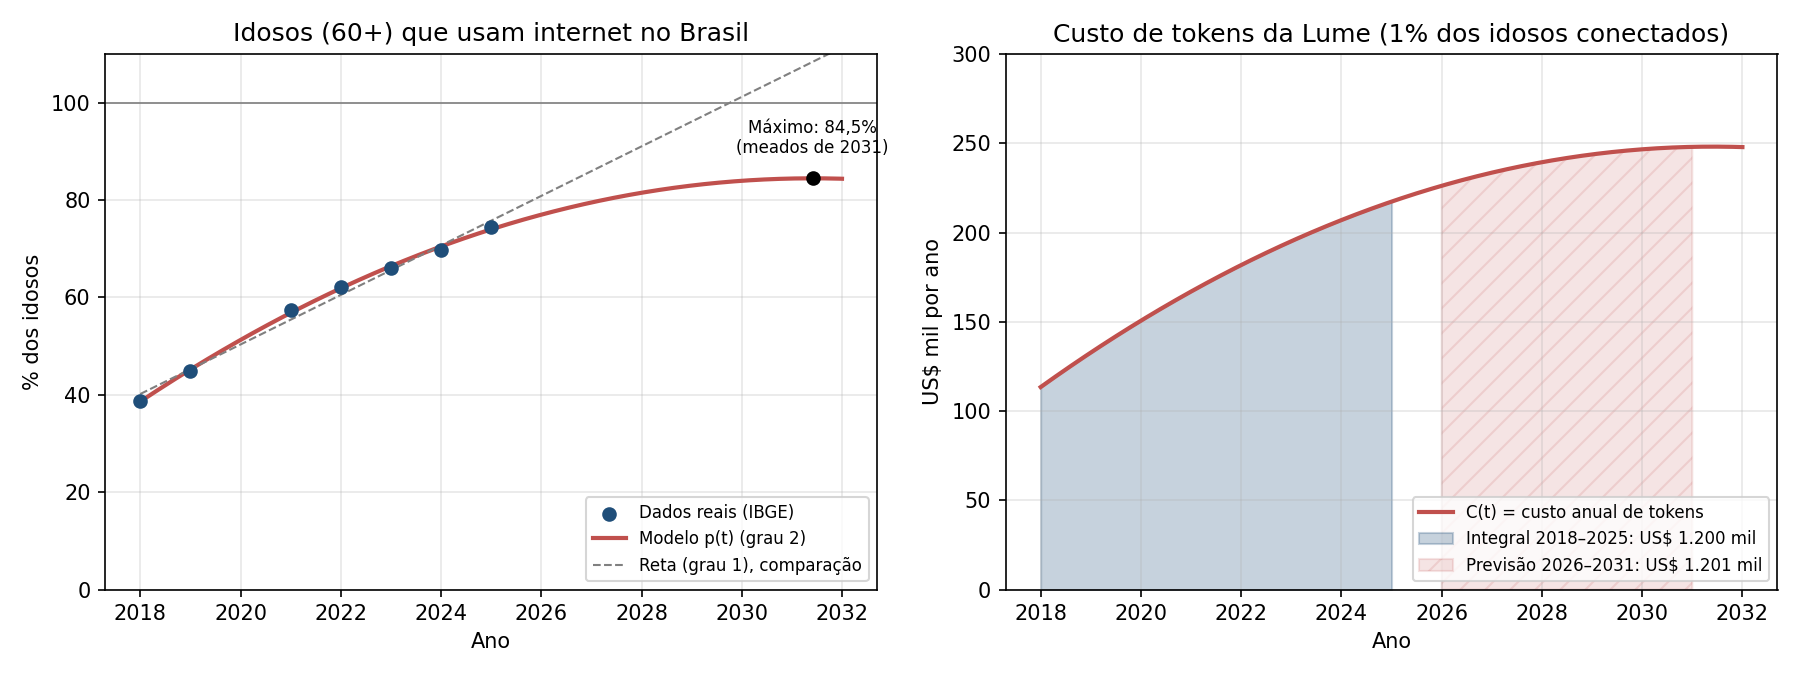 Idosos (60+) que usam internet no Brasil
100
80
60
40
20
0
% dos idosos
Máximo: 84,5%
(meados de 2031)
Dados reais (IBGE)
Modelo p(t) (grau 2)
Reta (grau 1), comparação
2018 2020 2022 2024 2026 2028 2030 2032
Ano
Custo de tokens da Lume (1% dos idosos conectados)
300
250
200
150
100
50
0
US$ mil por ano
C(t) = custo anual de tokens
Integral 2018–2025: US$ 1.200 mil
Previsão 2026–2031: US$ 1.201 mil
2018 2020 2022 2024 2026 2028 2030 2032
Ano